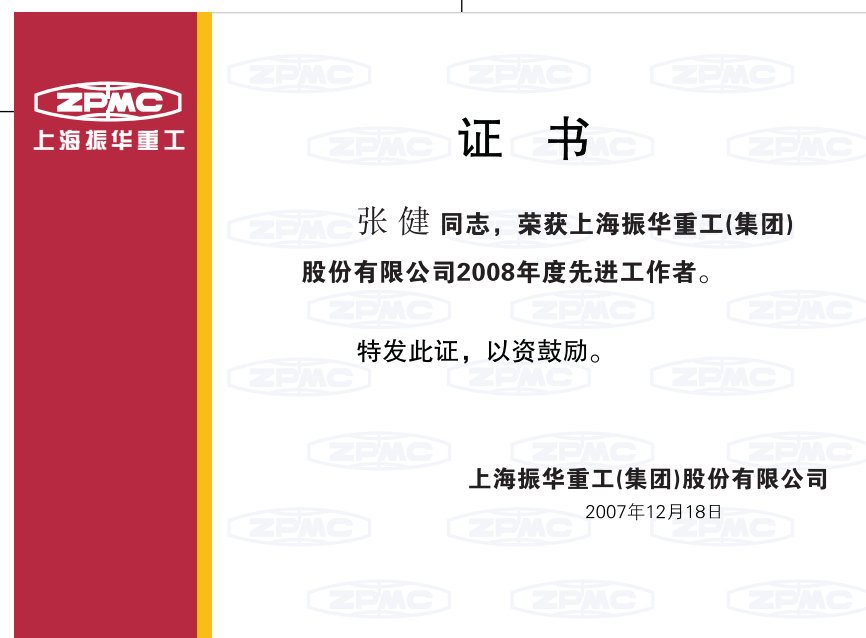 ZPMC
上海振华重工
证 书
张 健 同志，荣获上海振华重工(集团)
股份有限公司2008年度先进工作者。
特发此证，以资鼓励。
上海振华重工(集团)股份有限公司
2007年12月18日